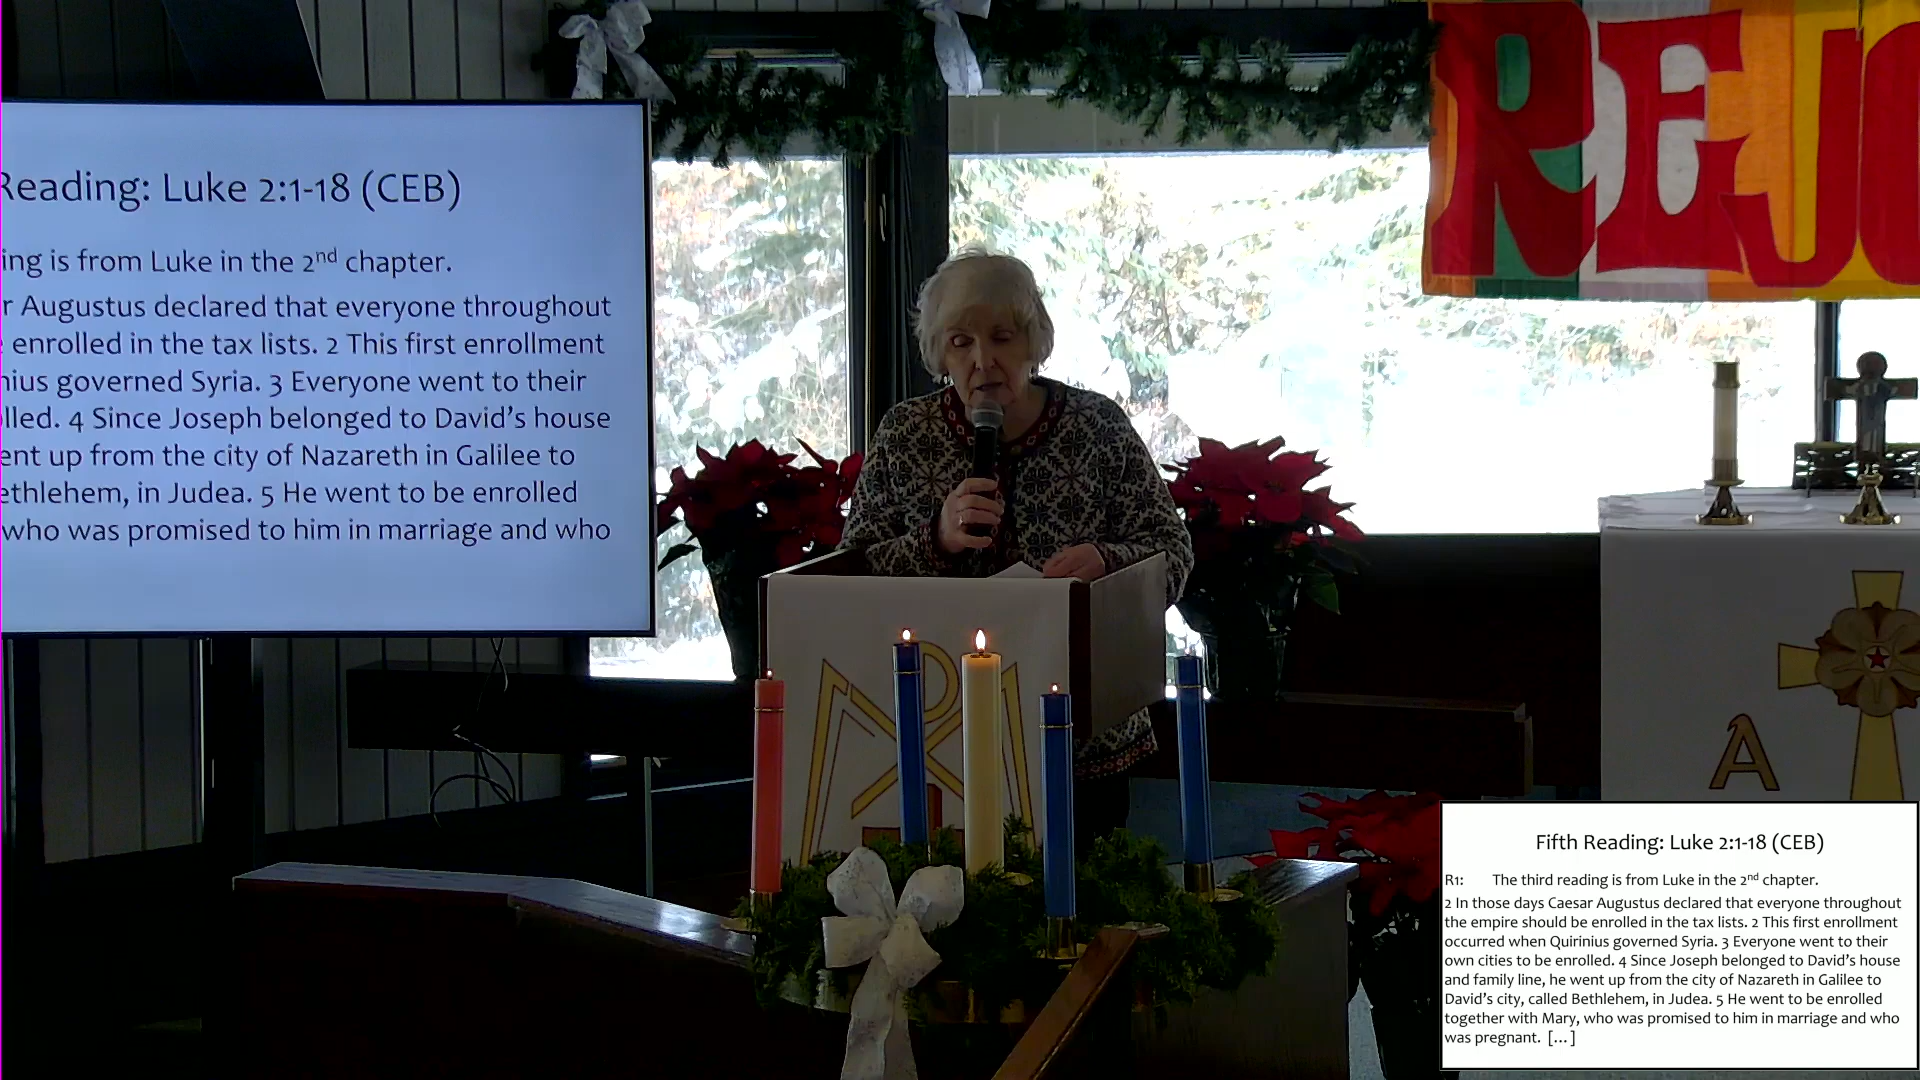 Reading: Luke 2:1-18 (CEB)
ing is from Luke in the 2nd chapter.
r Augustus declared that everyone throughout
enrolled in the tax lists. 2 This first enrollment
nius governed Syria. 3 Everyone went to their
lled. 4 Since Joseph belonged to David's house
ent up from the city of Nazareth in Galilee to
ethlehem, in Judea. 5 He went to be enrolled
who was promised to him in marriage and who
REJO
A
Fifth Reading: Luke 2:1-18 (CEB)
R1: The third reading is from Luke in the 2nd chapter.
2 In those days Caesar Augustus declared that everyone throughout
the empire should be enrolled in the tax lists. 2 This first enrollment
occurred when Quirinius governed Syria. 3 Everyone went to their
own cities to be enrolled. 4 Since Joseph belonged to David's house
and family line, he went up from the city of Nazareth in Galilee to
David's city, called Bethlehem, in Judea. 5 He went to be enrolled
together with Mary, who was promised to him in marriage and who
was pregnant. [...]